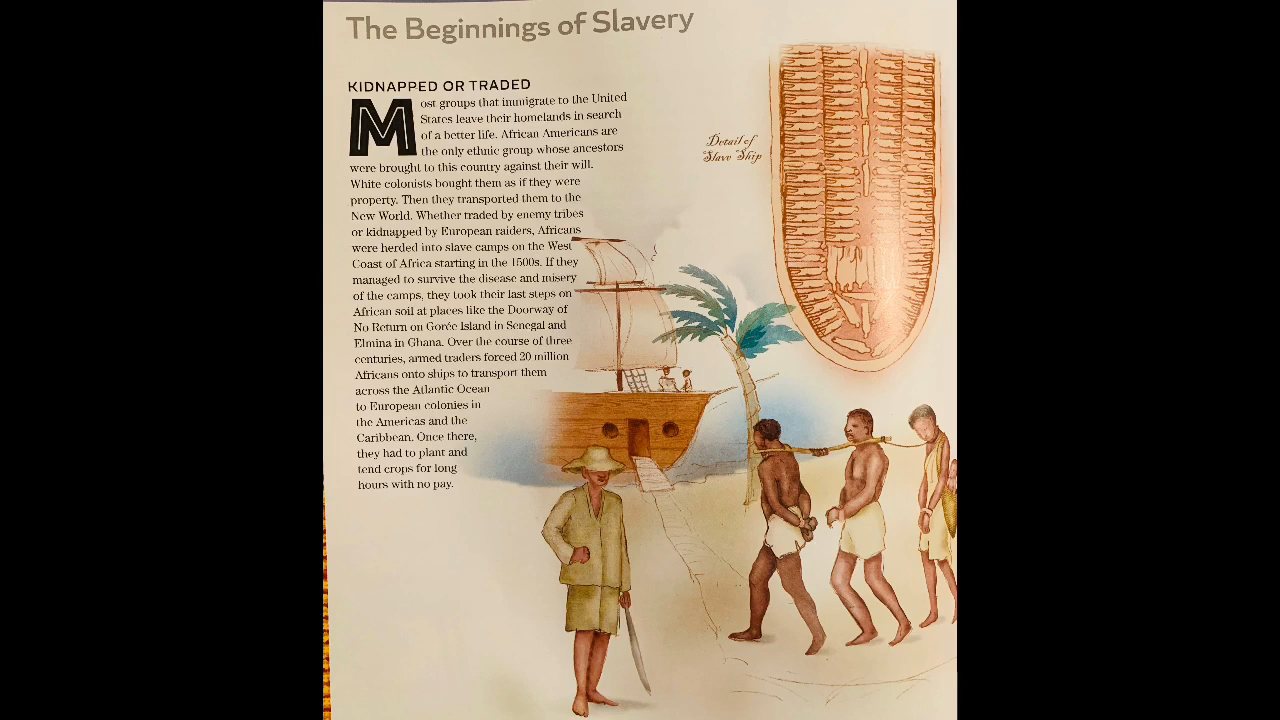 The Beginnings of Slavery
KIDNAPPED OR TRADED
Most groups that immigrate to the United
States leave their homelands in search
of a better life. African Americans are
the only ethnic group whose ancestors
were brought to this country against their will.
White colonists bought them as if they were
property. Then they transported them to the
New World. Whether traded by enemy tribes
or kidnapped by European raiders, Africans
were herded into slave camps on the West
Coast of Africa starting in the 1500s. If they
managed to survive the disease and misery
of the camps, they took their last steps on
African soil at places like the Doorway of
No Return on Gorée Island in Senegal and
Elmina in Ghana. Over the course of three
centuries, armed traders forced 20 million
Africans onto ships to transport them
across the Atlantic Ocean
to European colonies in
the Americas and the
Caribbean. Once there,
they had to plant and
tend crops for long
hours with no pay.
Detail of
Slave Ship